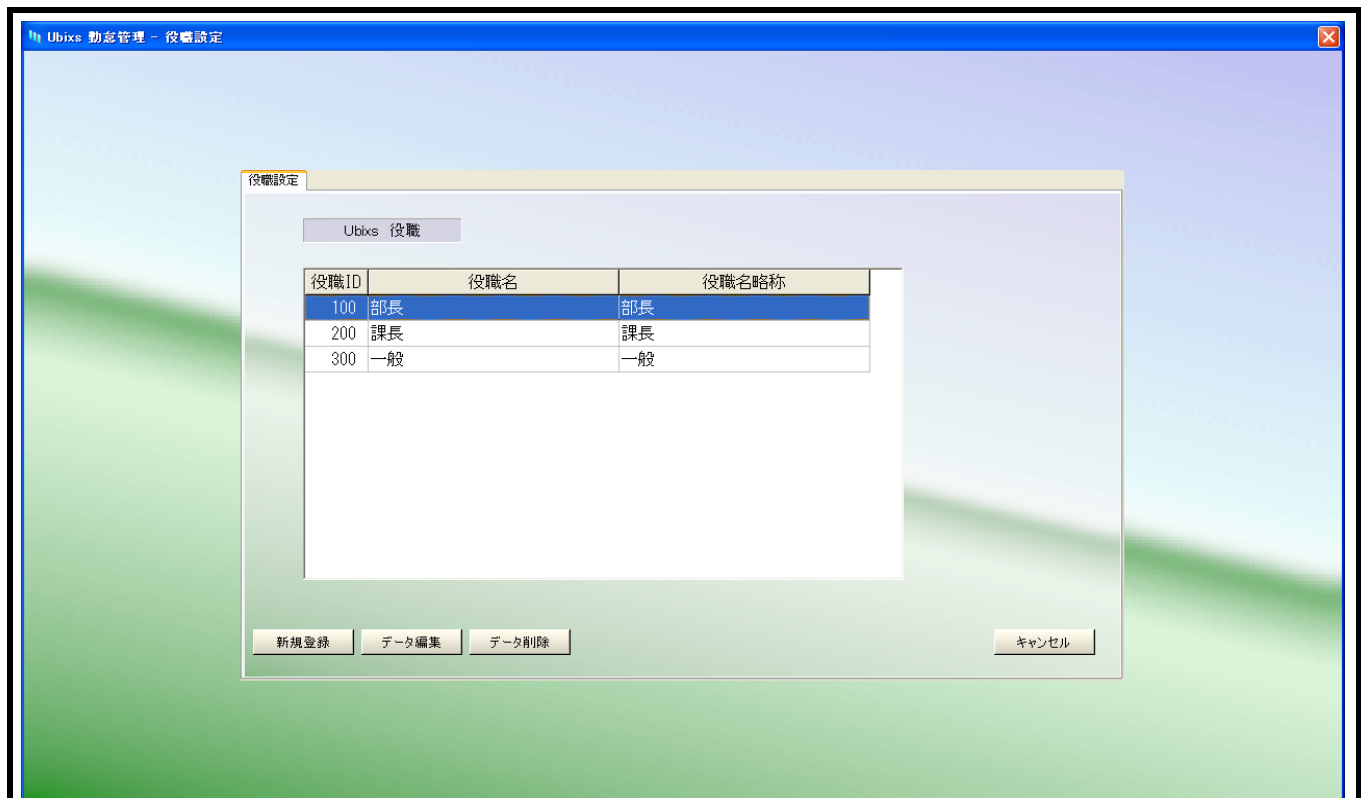 Ubixs 勤怠管理 - 役職設定
役職設定
Ubixs 役職
役職ID 役職名 役職名略称
100 部長 部長
200 課長 課長
300 一般 一般
新規登録 データ編集 データ削除 キャンセル